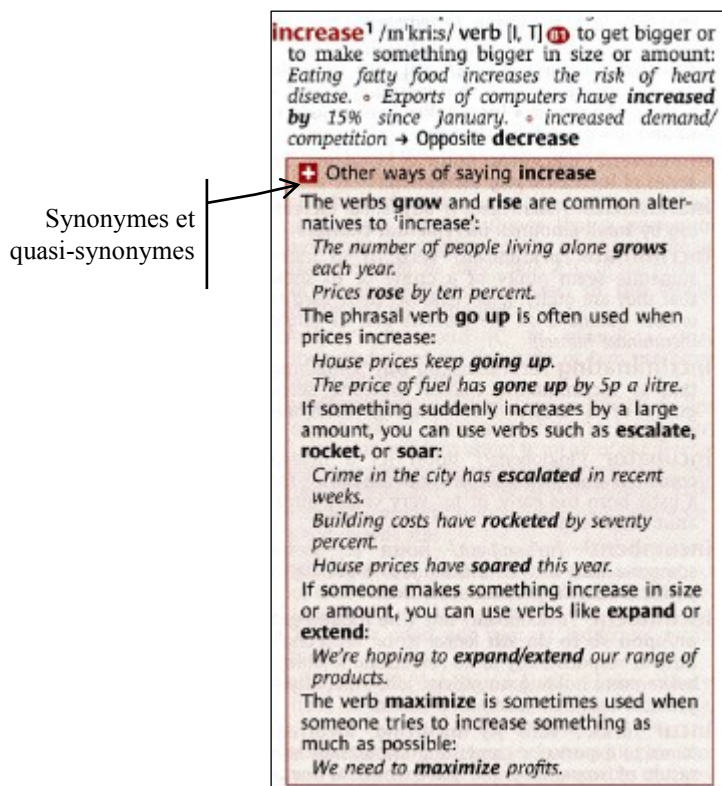 increase¹ /ɪnˈkriːs/ verb [I, T] B1 to get bigger or
to make something bigger in size or amount:
Eating fatty food increases the risk of heart
disease. • Exports of computers have increased
by 15% since January. • increased demand/
competition → Opposite decrease
Synonymes et
quasi-synonymes
+ Other ways of saying increase
The verbs grow and rise are common alter-
natives to 'increase':
The number of people living alone grows
each year.
Prices rose by ten percent.
The phrasal verb go up is often used when
prices increase:
House prices keep going up.
The price of fuel has gone up by 5p a litre.
If something suddenly increases by a large
amount, you can use verbs such as escalate,
rocket, or soar:
Crime in the city has escalated in recent
weeks.
Building costs have rocketed by seventy
percent.
House prices have soared this year.
If someone makes something increase in size
or amount, you can use verbs like expand or
extend:
We're hoping to expand/extend our range of
products.
The verb maximize is sometimes used when
someone tries to increase something as
much as possible:
We need to maximize profits.